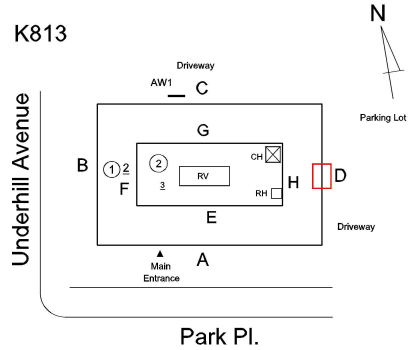 N
K813
Driveway
AW1
C
Parking Lot
G
CH
B
1 2
2
RV
H
D
F
3
RH
E
Underhill Avenue
Driveway
Main
Entrance
A
Park Pl.